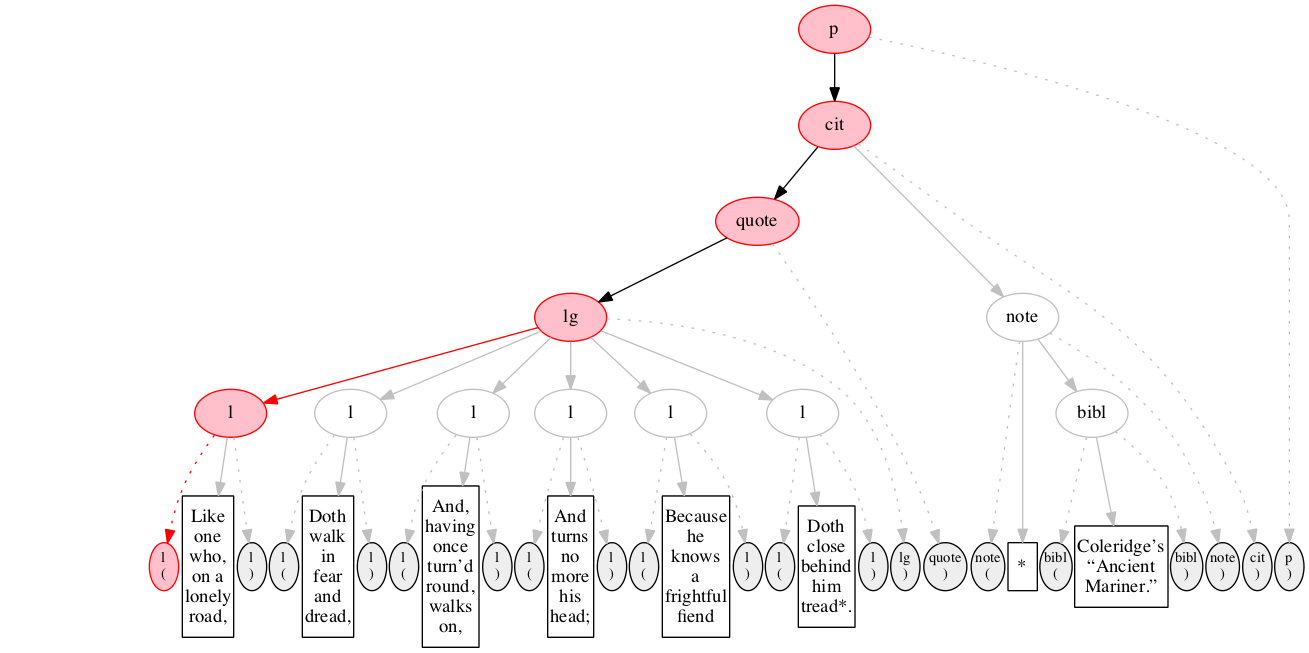 p
cit
quote
lg
note
l
l
l
l
l
l
bibl
l
(
Like
one
who,
on a
lonely
road,
l
)
l
(
Doth
walk
in
fear
and
dread,
l
)
l
(
And,
having
once
turn’d
round,
walks
on,
l
)
l
(
And
turns
no
more
his
head;
l
)
l
(
Because
he
knows
a
frightful
fiend
l
)
l
(
Doth
close
behind
him
tread*.
l
)
lg
)
quote
)
note
(
*
bibl
(
Coleridge’s
“Ancient
Mariner.”
bibl
)
note
)
cit
)
p
)